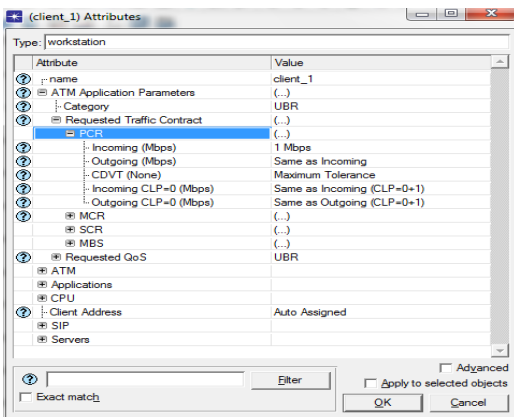 (client_1) Attributes
Type: workstation
Attribute Value
name client_1
ATM Application Parameters (...)
Category UBR
Requested Traffic Contract (...)
PCR (...)
Incoming (Mbps) 1 Mbps
Outgoing (Mbps) Same as Incoming
CDVT (None) Maximum Tolerance
Incoming CLP=0 (Mbps) Same as Incoming (CLP=0+1)
Outgoing CLP=0 (Mbps) Same as Outgoing (CLP=0+1)
MCR (...)
SCR (...)
MBS (...)
Requested QoS UBR
ATM
Applications
CPU
Client Address Auto Assigned
SIP
Servers
Advanced
Filter
Apply to selected objects
Exact match
OK Cancel